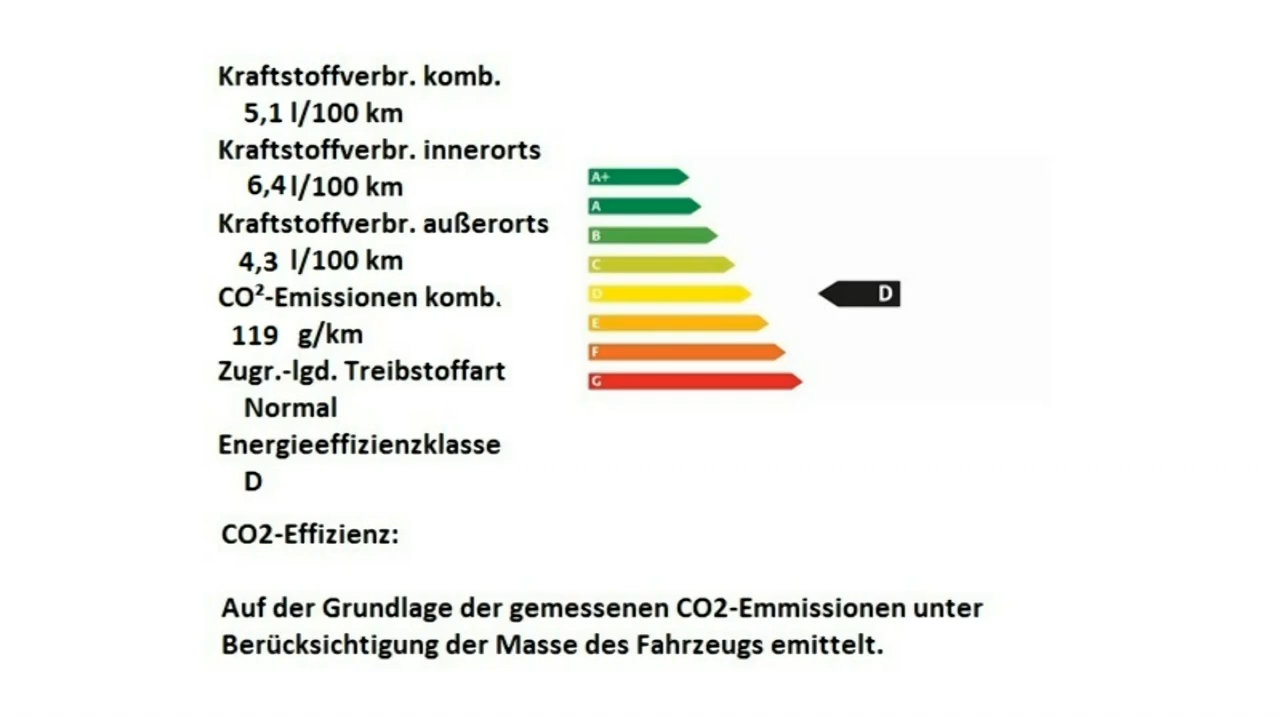 Kraftstoffverbr. komb.
5,1 l/100 km
Kraftstoffverbr. innerorts
6,4 l/100 km
Kraftstoffverbr. außerorts
4,3 l/100 km
CO²-Emissionen komb.
119 g/km
Zugr.-lgd. Treibstoffart
Normal
Energieeffizienzklasse
D
A+
A
B
C
D
D
E
F
G
CO2-Effizienz:
Auf der Grundlage der gemessenen CO2-Emmissionen unter
Berücksichtigung der Masse des Fahrzeugs emittelt.